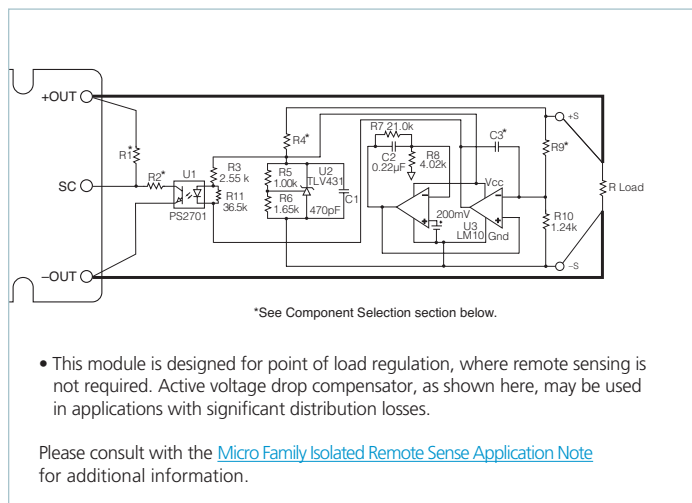 +OUT
SC
–OUT
R1*
R2*
U1
PS2701
R3
2.55 k
R11
36.5k
R4*
R5
1.00k
R6
1.65k
U2
TLV431
470pF
C1
R7 21.0k
C2
0.22µF
R8
4.02k
Vcc
200mV
U3
LM10
Gnd
C3*
+S
R9*
R10
1.24k
–S
R Load
*See Component Selection section below.
• This module is designed for point of load regulation, where remote sensing is
not required. Active voltage drop compensator, as shown here, may be used
in applications with significant distribution losses.
Please consult with the Micro Family Isolated Remote Sense Application Note
for additional information.